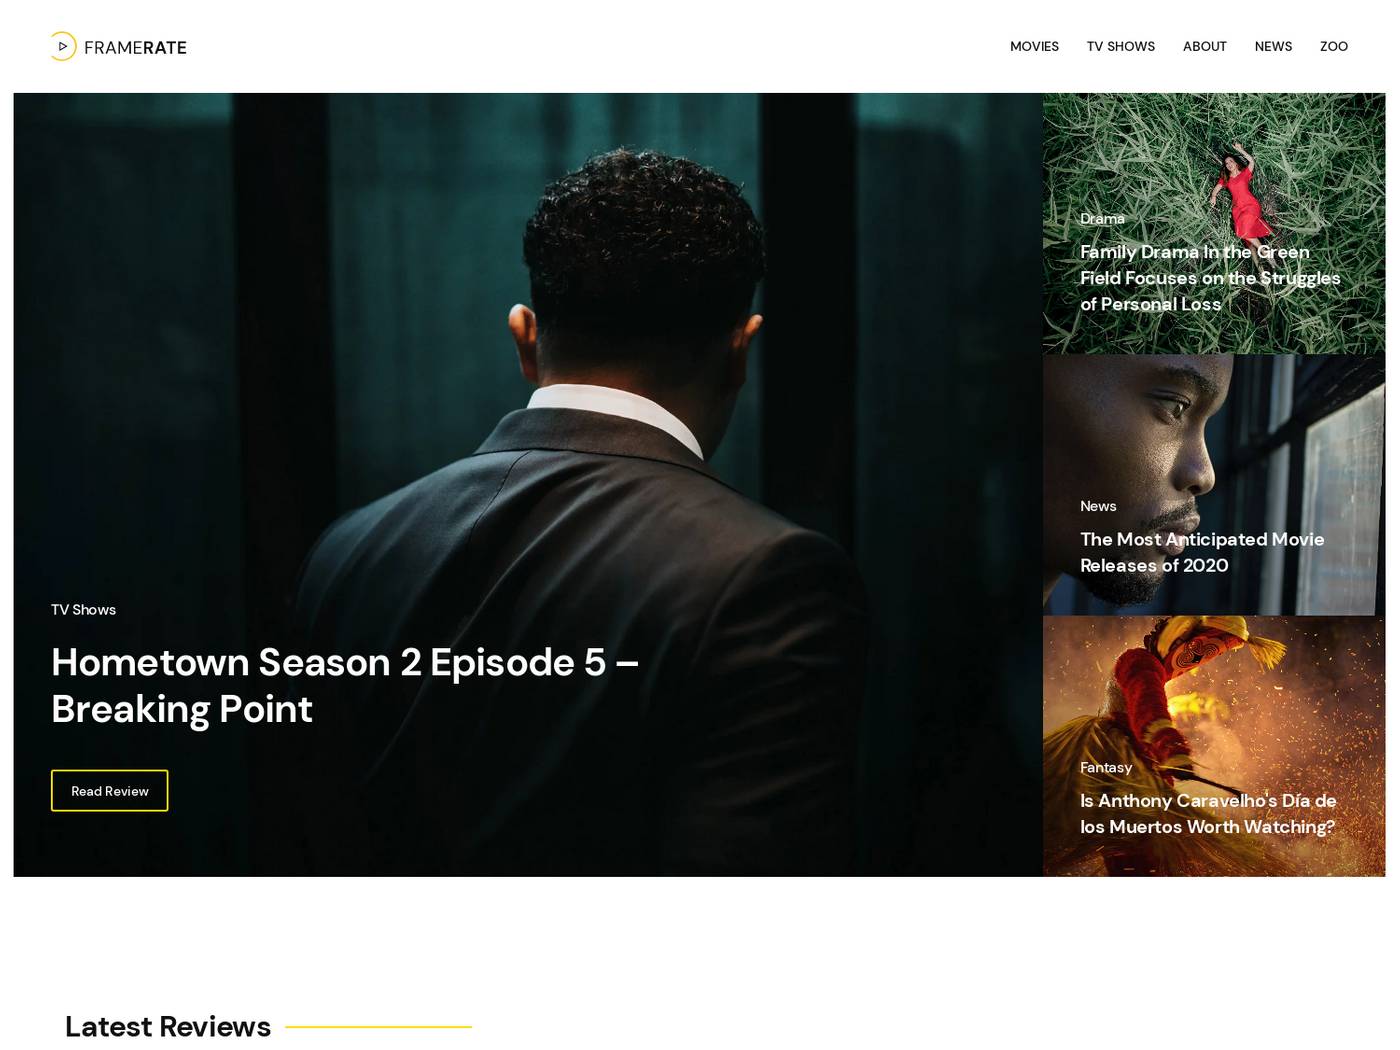 FRAMERATE
MOVIES TV SHOWS ABOUT NEWS ZOO
TV Shows
Hometown Season 2 Episode 5 –
Breaking Point
Read Review
Drama
Family Drama In the Green
Field Focuses on the Struggles
of Personal Loss
News
The Most Anticipated Movie
Releases of 2020
Fantasy
Is Anthony Caravelho's Día de
los Muertos Worth Watching?
Latest Reviews